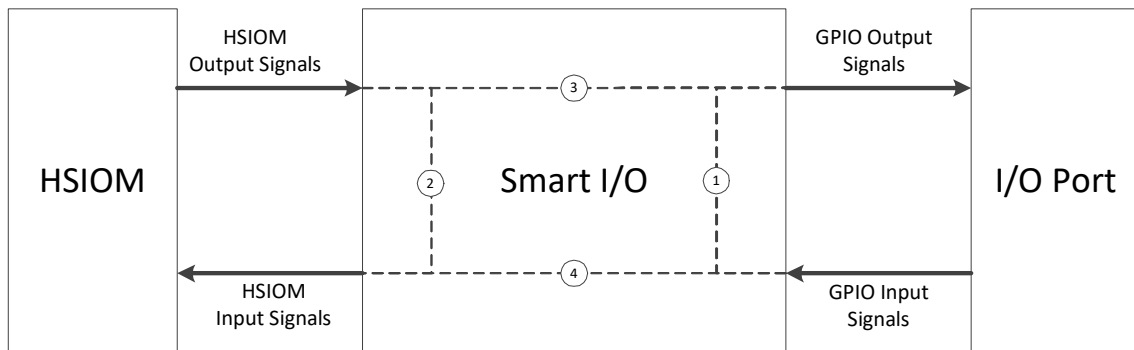 HSIOM
Output Signals
GPIO Output
Signals
3
HSIOM
2
Smart I/O
1
I/O Port
4
HSIOM
Input Signals
GPIO Input
Signals